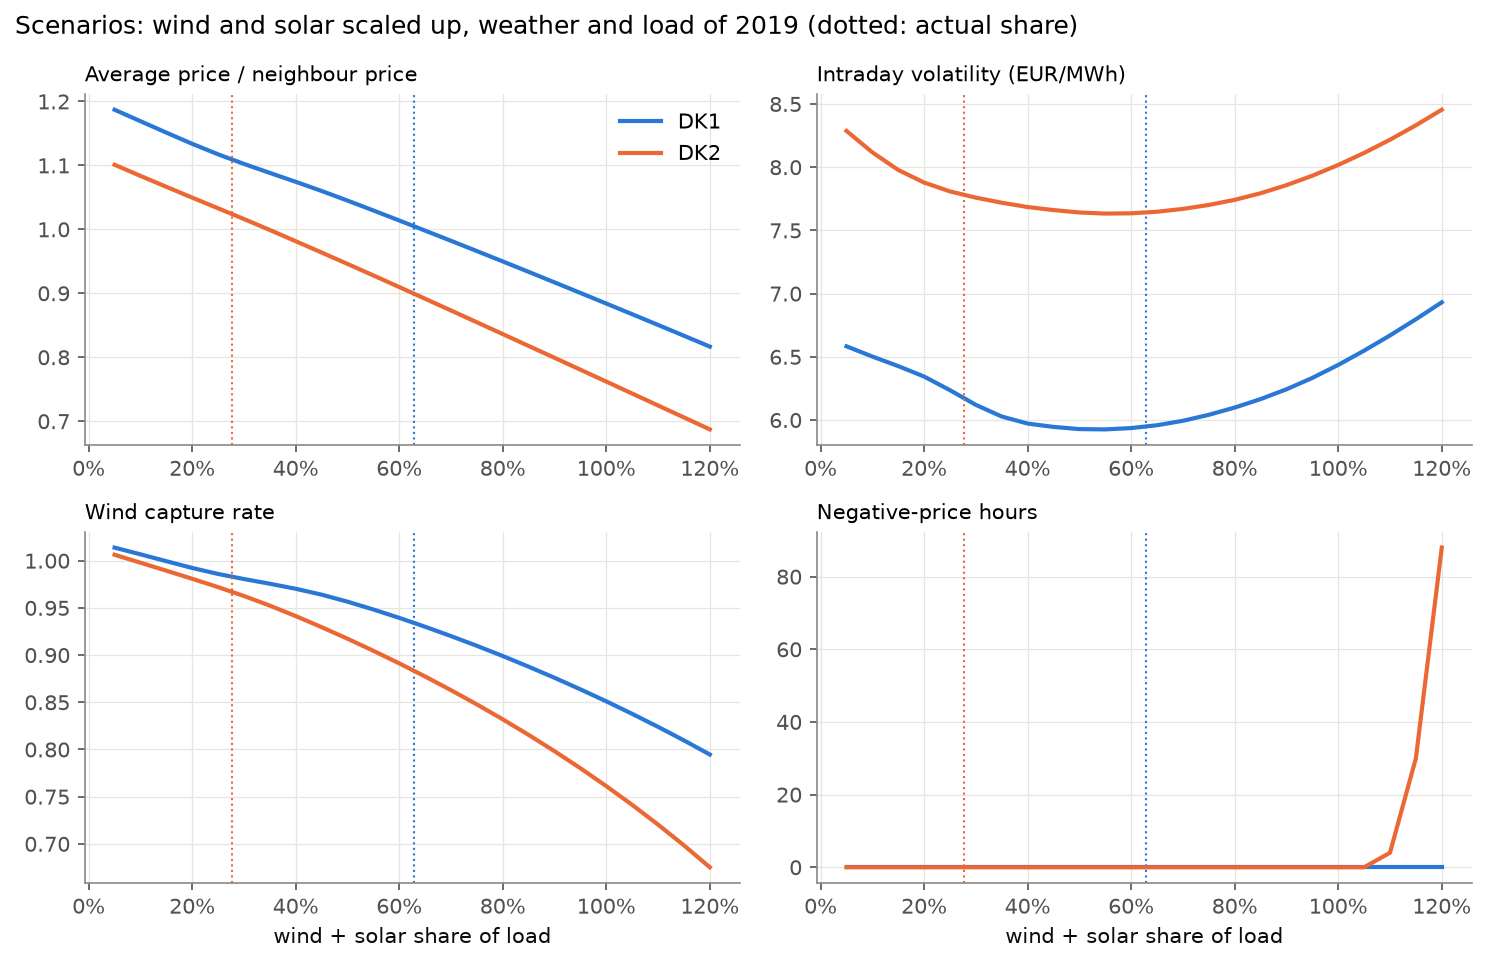 Scenarios: wind and solar scaled up, weather and load of 2019 (dotted: actual share)
Average price / neighbour price
1.2
1.1
1.0
0.9
0.8
0.7
0% 20% 40% 60% 80% 100% 120%
DK1
DK2
Intraday volatility (EUR/MWh)
8.5
8.0
7.5
7.0
6.5
6.0
0% 20% 40% 60% 80% 100% 120%
Wind capture rate
1.00
0.95
0.90
0.85
0.80
0.75
0.70
0% 20% 40% 60% 80% 100% 120%
wind + solar share of load
Negative-price hours
80
60
40
20
0
0% 20% 40% 60% 80% 100% 120%
wind + solar share of load